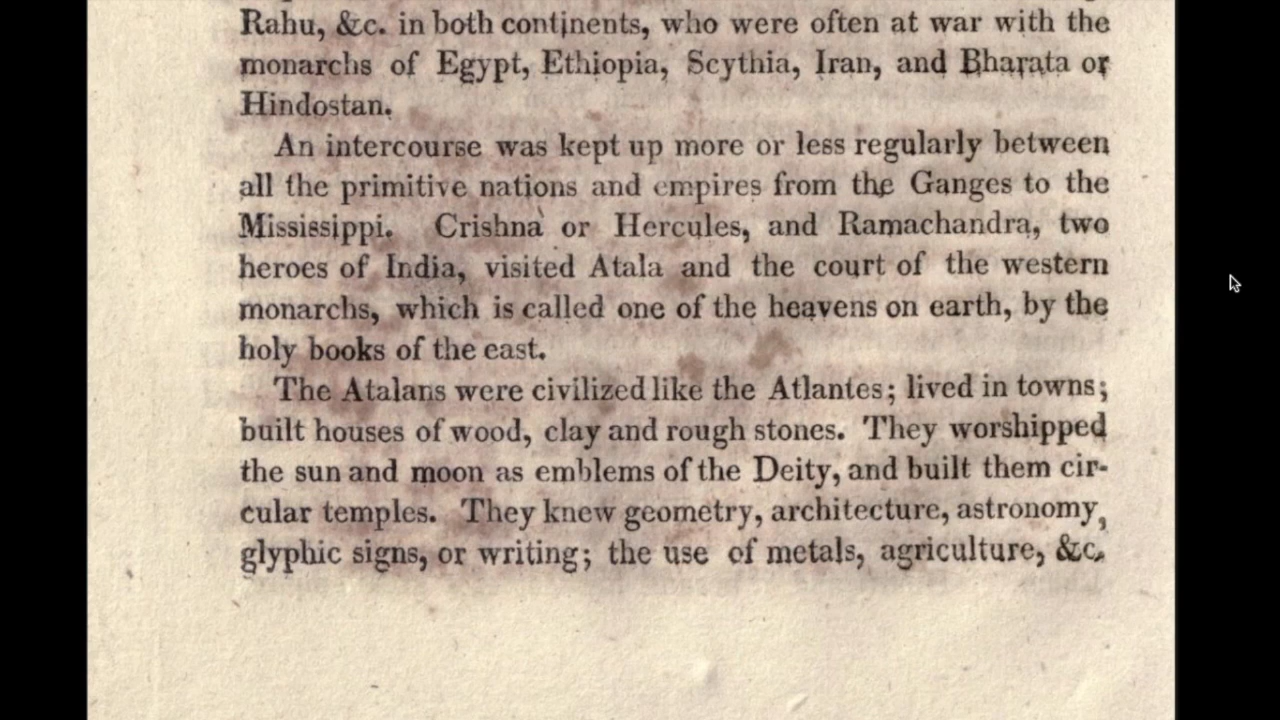 Rahu, &c. in both continents, who were often at war with the
monarchs of Egypt, Ethiopia, Scythia, Iran, and Bharata or
Hindostan.
An intercourse was kept up more or less regularly between
all the primitive nations and empires from the Ganges to the
Mississippi. Crishna or Hercules, and Ramachandra, two
heroes of India, visited Atala and the court of the western
monarchs, which is called one of the heavens on earth, by the
holy books of the east.
The Atalans were civilized like the Atlantes; lived in towns;
built houses of wood, clay and rough stones. They worshipped
the sun and moon as emblems of the Deity, and built them cir-
cular temples. They knew geometry, architecture, astronomy,
glyphic signs, or writing; the use of metals, agriculture, &c.